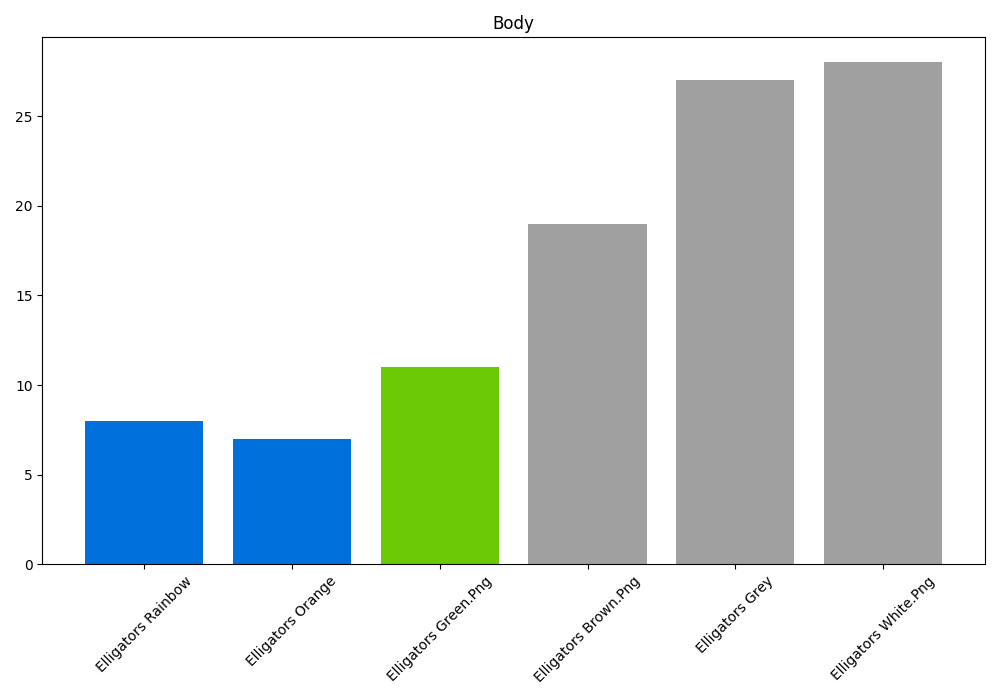 Body
25
20
15
10
5
0
Elligators Rainbow
Elligators Orange
Elligators Green.Png
Elligators Brown.Png
Elligators Grey
Elligators White.Png